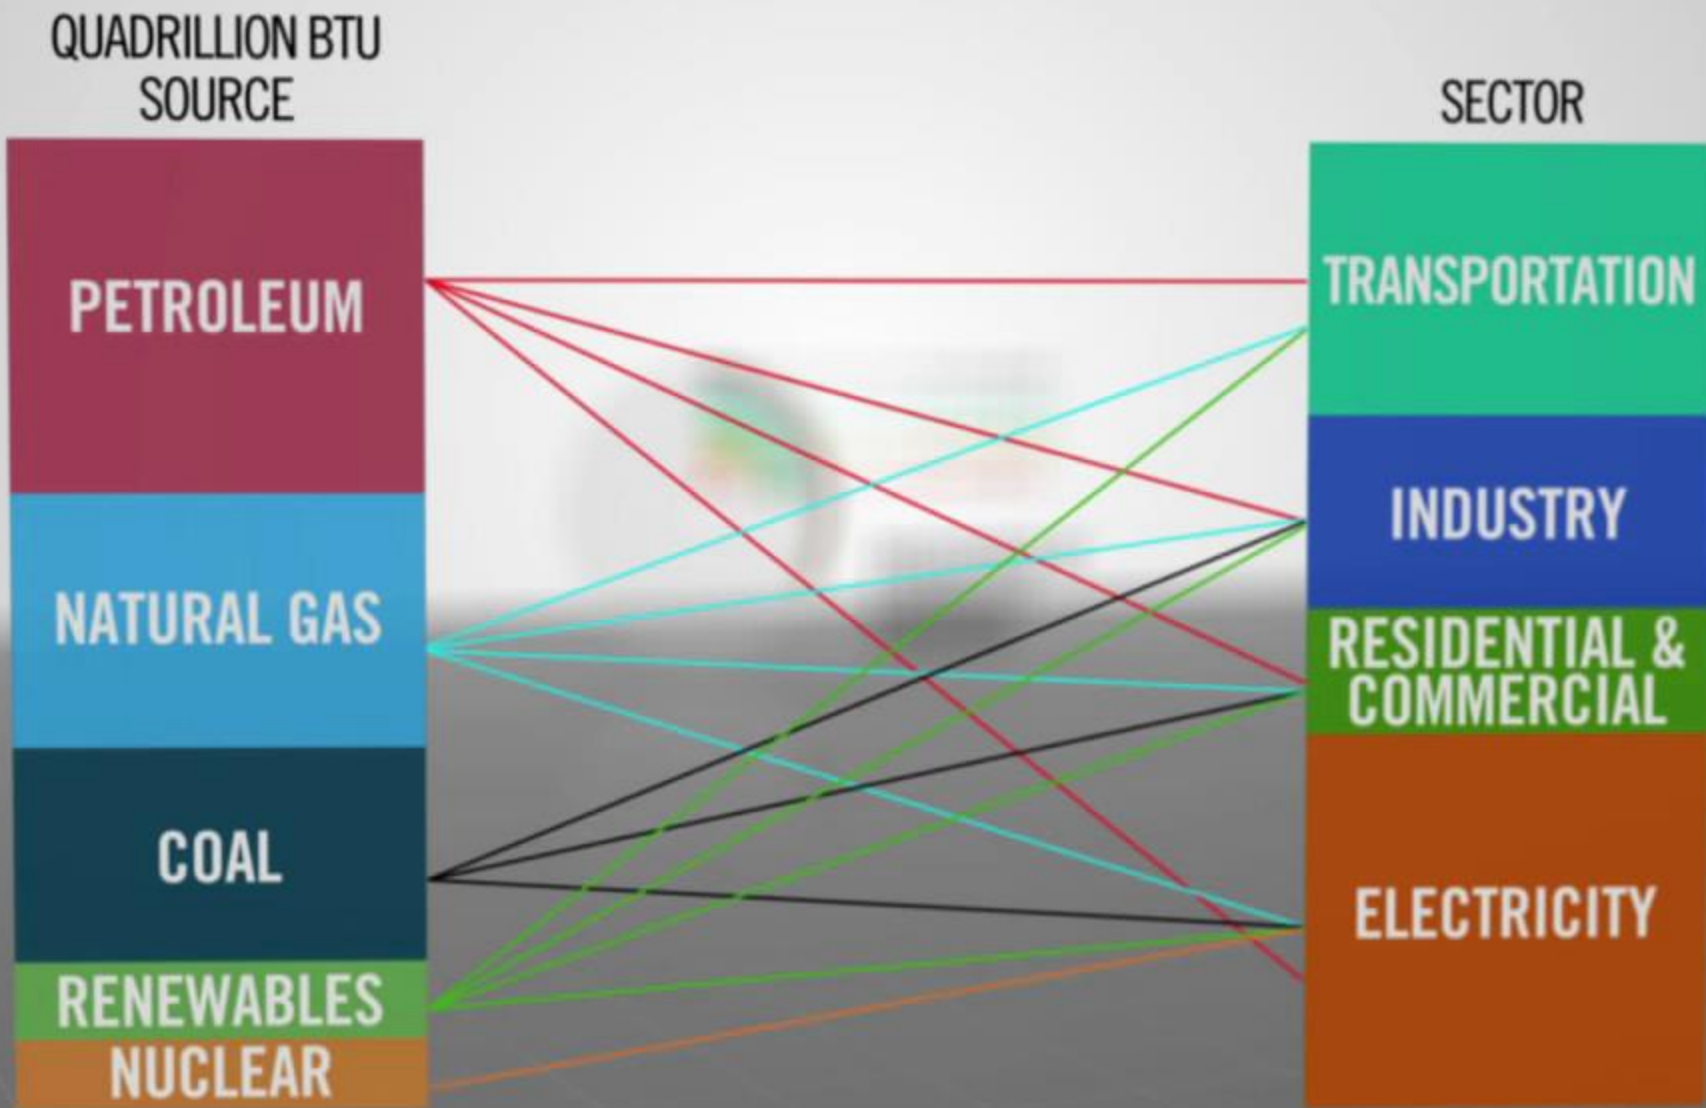 QUADRILLION BTU
SOURCE
PETROLEUM
NATURAL GAS
COAL
RENEWABLES
NUCLEAR
SECTOR
TRANSPORTATION
INDUSTRY
RESIDENTIAL &
COMMERCIAL
ELECTRICITY